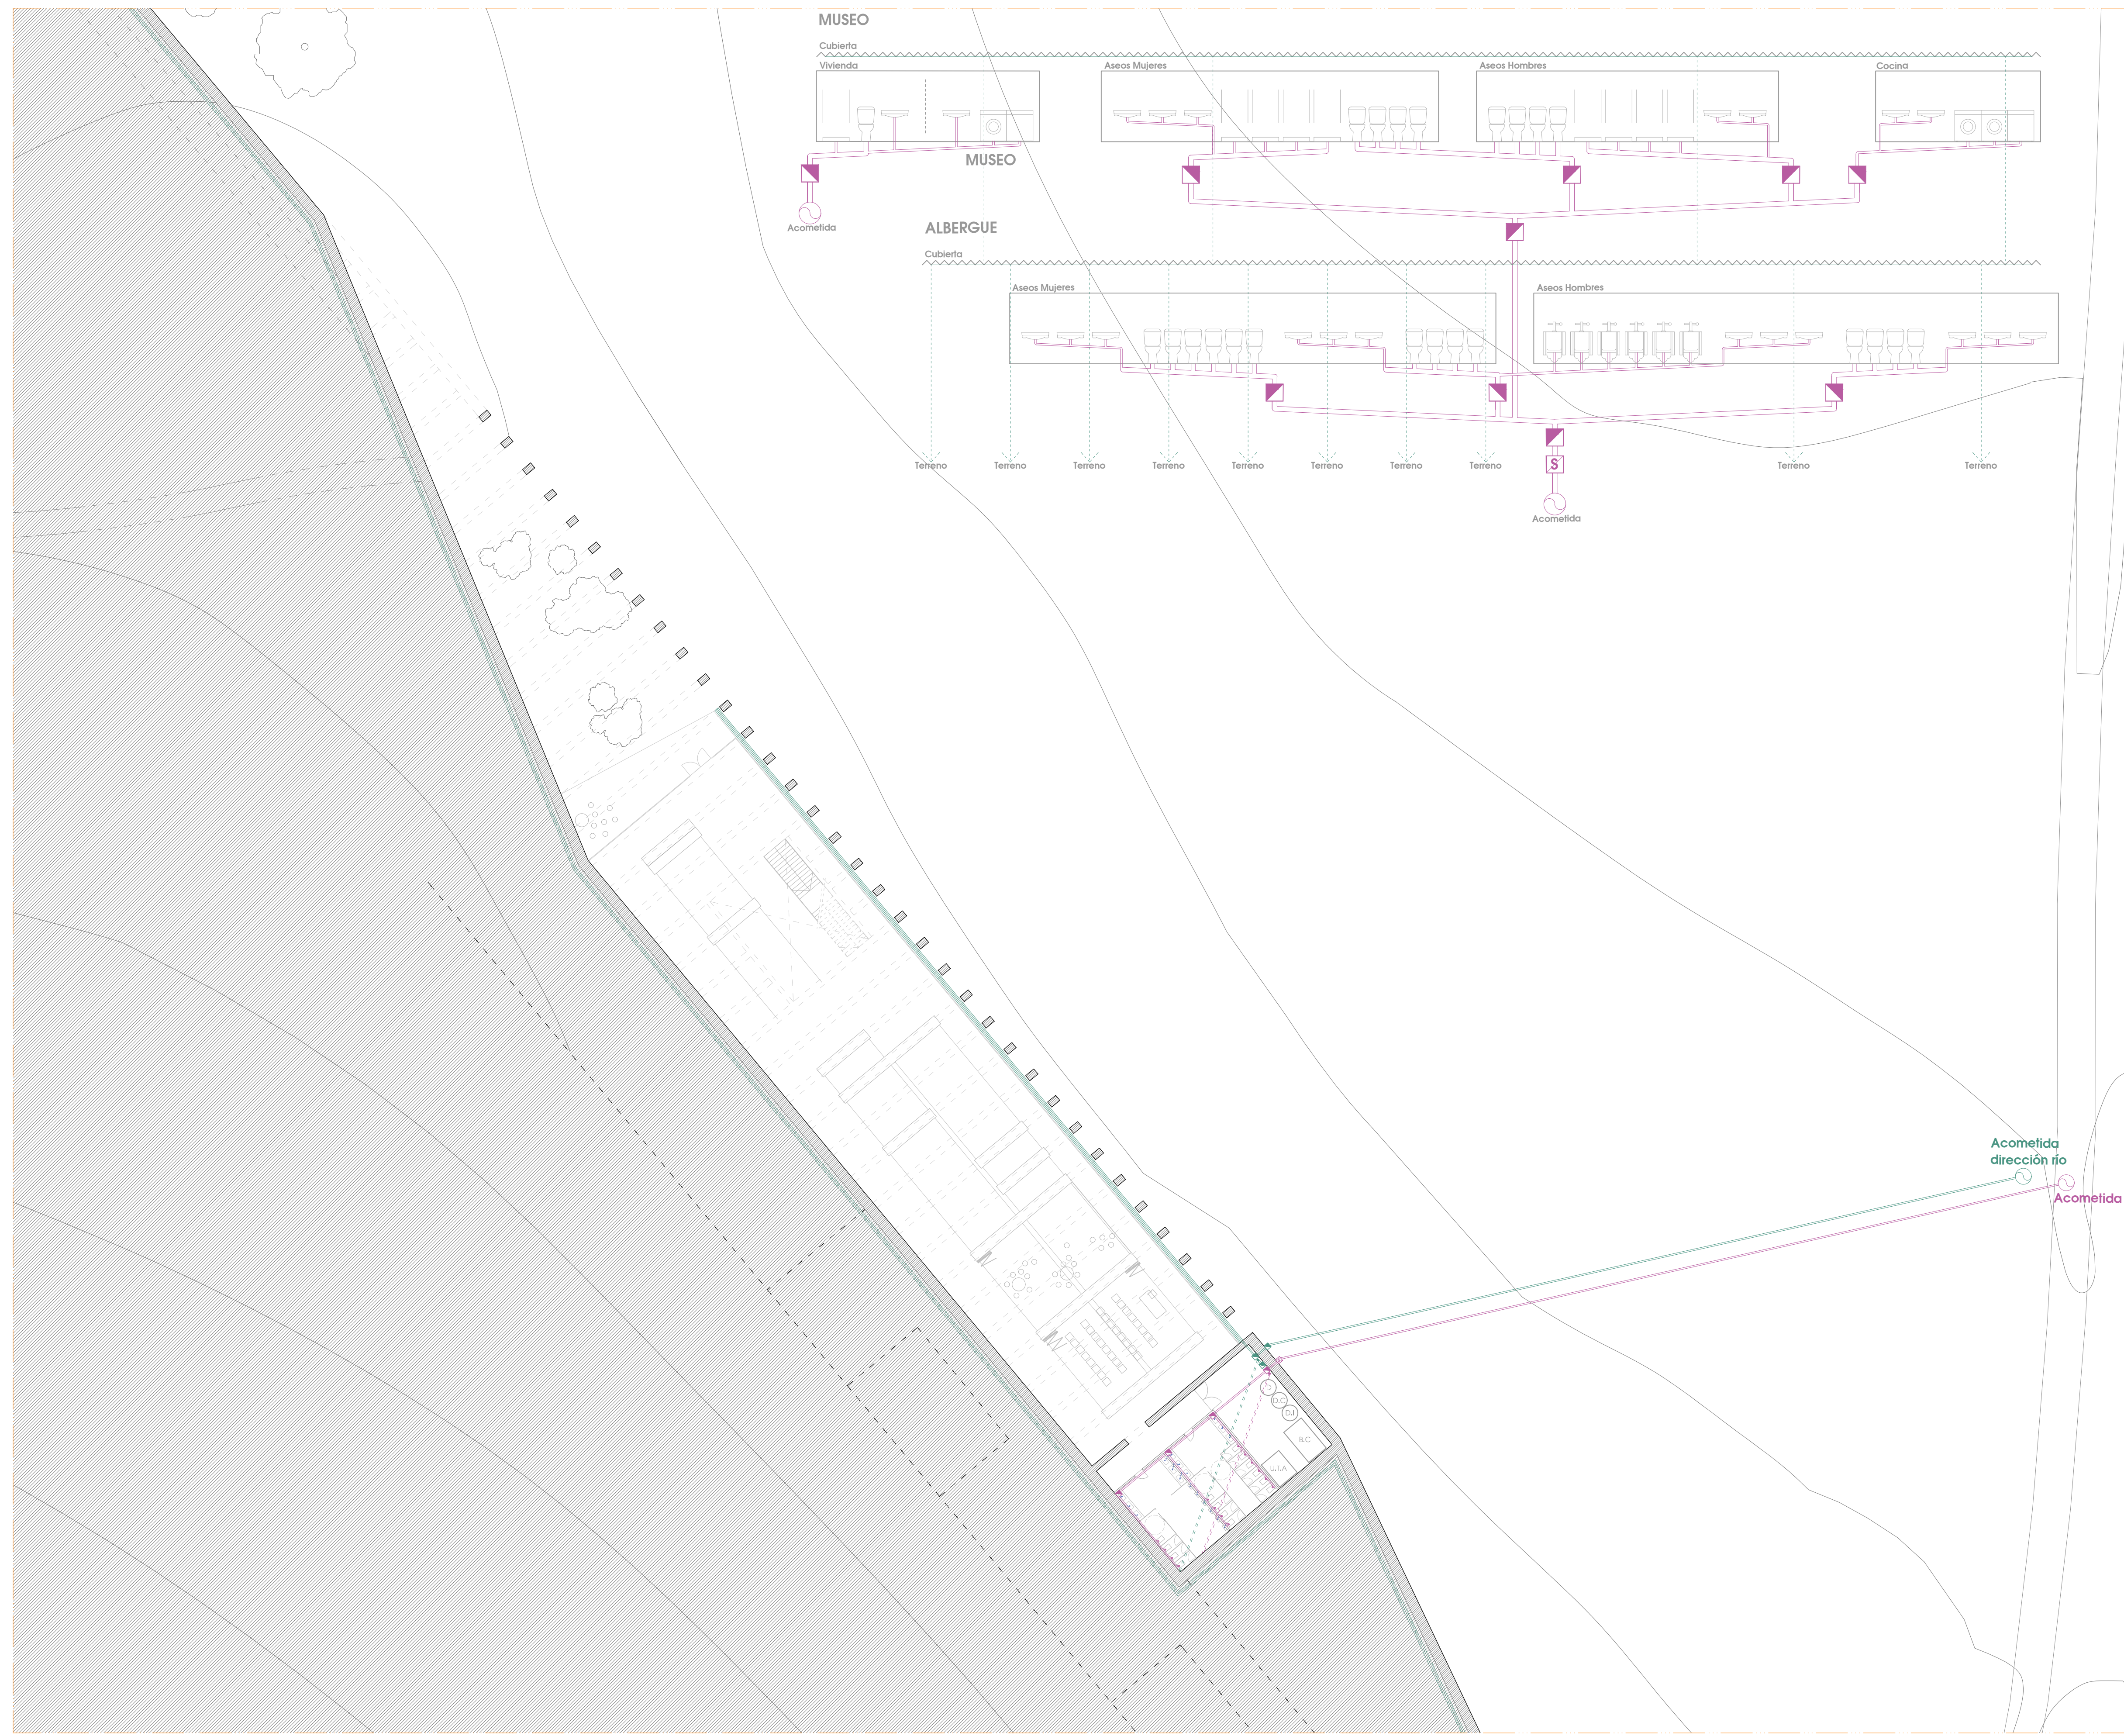 MUSEO
Cubierta
Vivienda
Aseos Mujeres
Aseos Hombres
Cocina
MUSEO
Acometida
ALBERGUE
Cubierta
Aseos Mujeres
Aseos Hombres
Terreno
Terreno
Terreno
Terreno
Terreno
Terreno
Terreno
Terreno
Terreno
Terreno
S
Acometida
Acometida
dirección río
Acometida
D
D.C
D.I
B.C
U.T.A